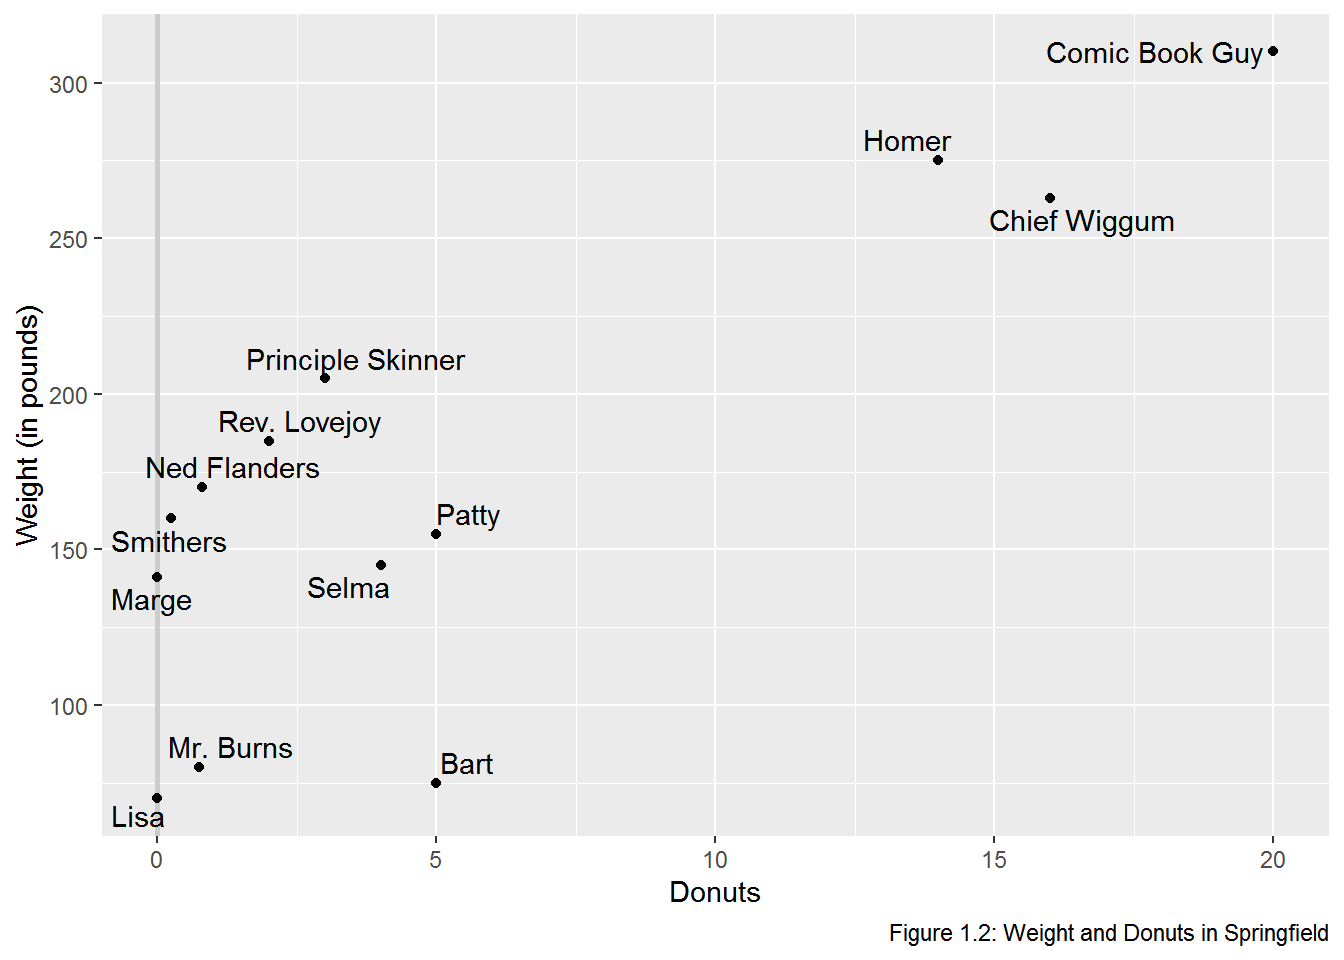 Comic Book Guy
300
Homer
Chief Wiggum
250
Principle Skinner
200
Rev. Lovejoy
Ned Flanders
Patty
Smithers
150
Selma
Marge
100
Mr. Burns
Bart
Lisa
Weight (in pounds)
0 5 10 15 20
Donuts
Figure 1.2: Weight and Donuts in Springfield